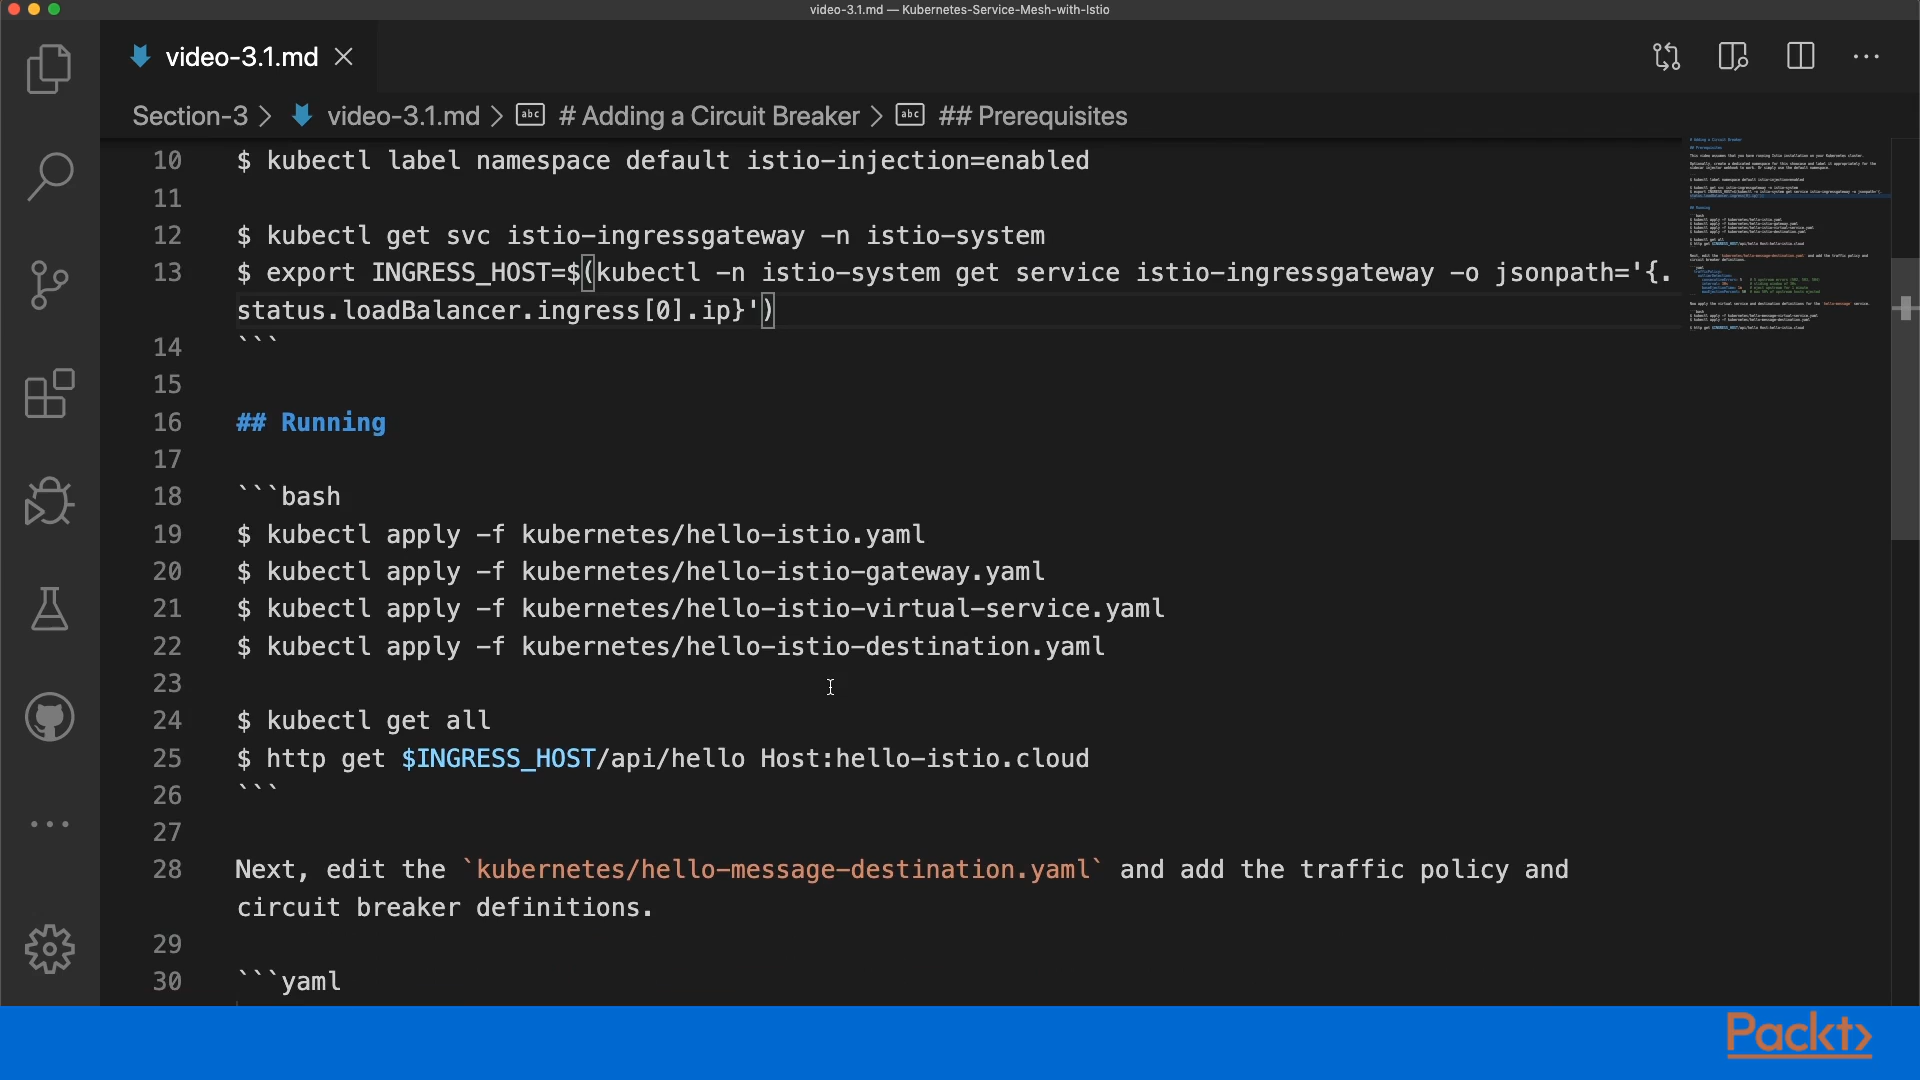 video-3.1.md — Kubernetes-Service-Mesh-with-Istio
video-3.1.md
Section-3 > video-3.1.md > abc # Adding a Circuit Breaker > abc ## Prerequisites
10 $ kubectl label namespace default istio-injection=enabled
11
12 $ kubectl get svc istio-ingressgateway -n istio-system
13 $ export INGRESS_HOST=$(kubectl -n istio-system get service istio-ingressgateway -o jsonpath='{.
status.loadBalancer.ingress[0].ip}')
14 ```
15
16 ## Running
17
18 ```bash
19 $ kubectl apply -f kubernetes/hello-istio.yaml
20 $ kubectl apply -f kubernetes/hello-istio-gateway.yaml
21 $ kubectl apply -f kubernetes/hello-istio-virtual-service.yaml
22 $ kubectl apply -f kubernetes/hello-istio-destination.yaml
23
24 $ kubectl get all
25 $ http get $INGRESS_HOST/api/hello Host:hello-istio.cloud
26 ```
27
28 Next, edit the `kubernetes/hello-message-destination.yaml` and add the traffic policy and
circuit breaker definitions.
29
30 ```yaml
Packt>